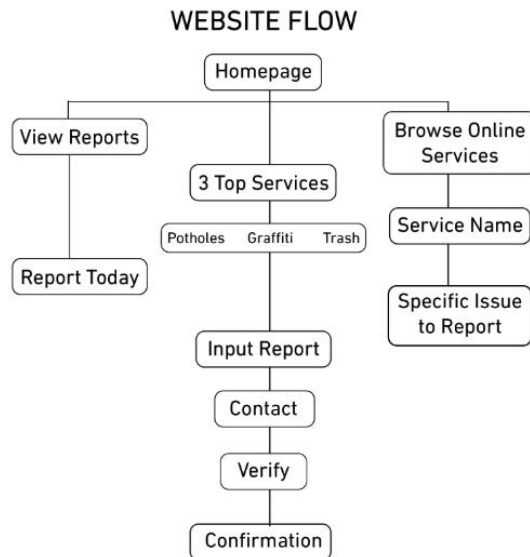 WEBSITE FLOW
Homepage
View Reports
Browse Online
Services
3 Top Services
Service Name
Potholes Graffiti Trash
Report Today
Specific Issue
to Report
Input Report
Contact
Verify
Confirmation